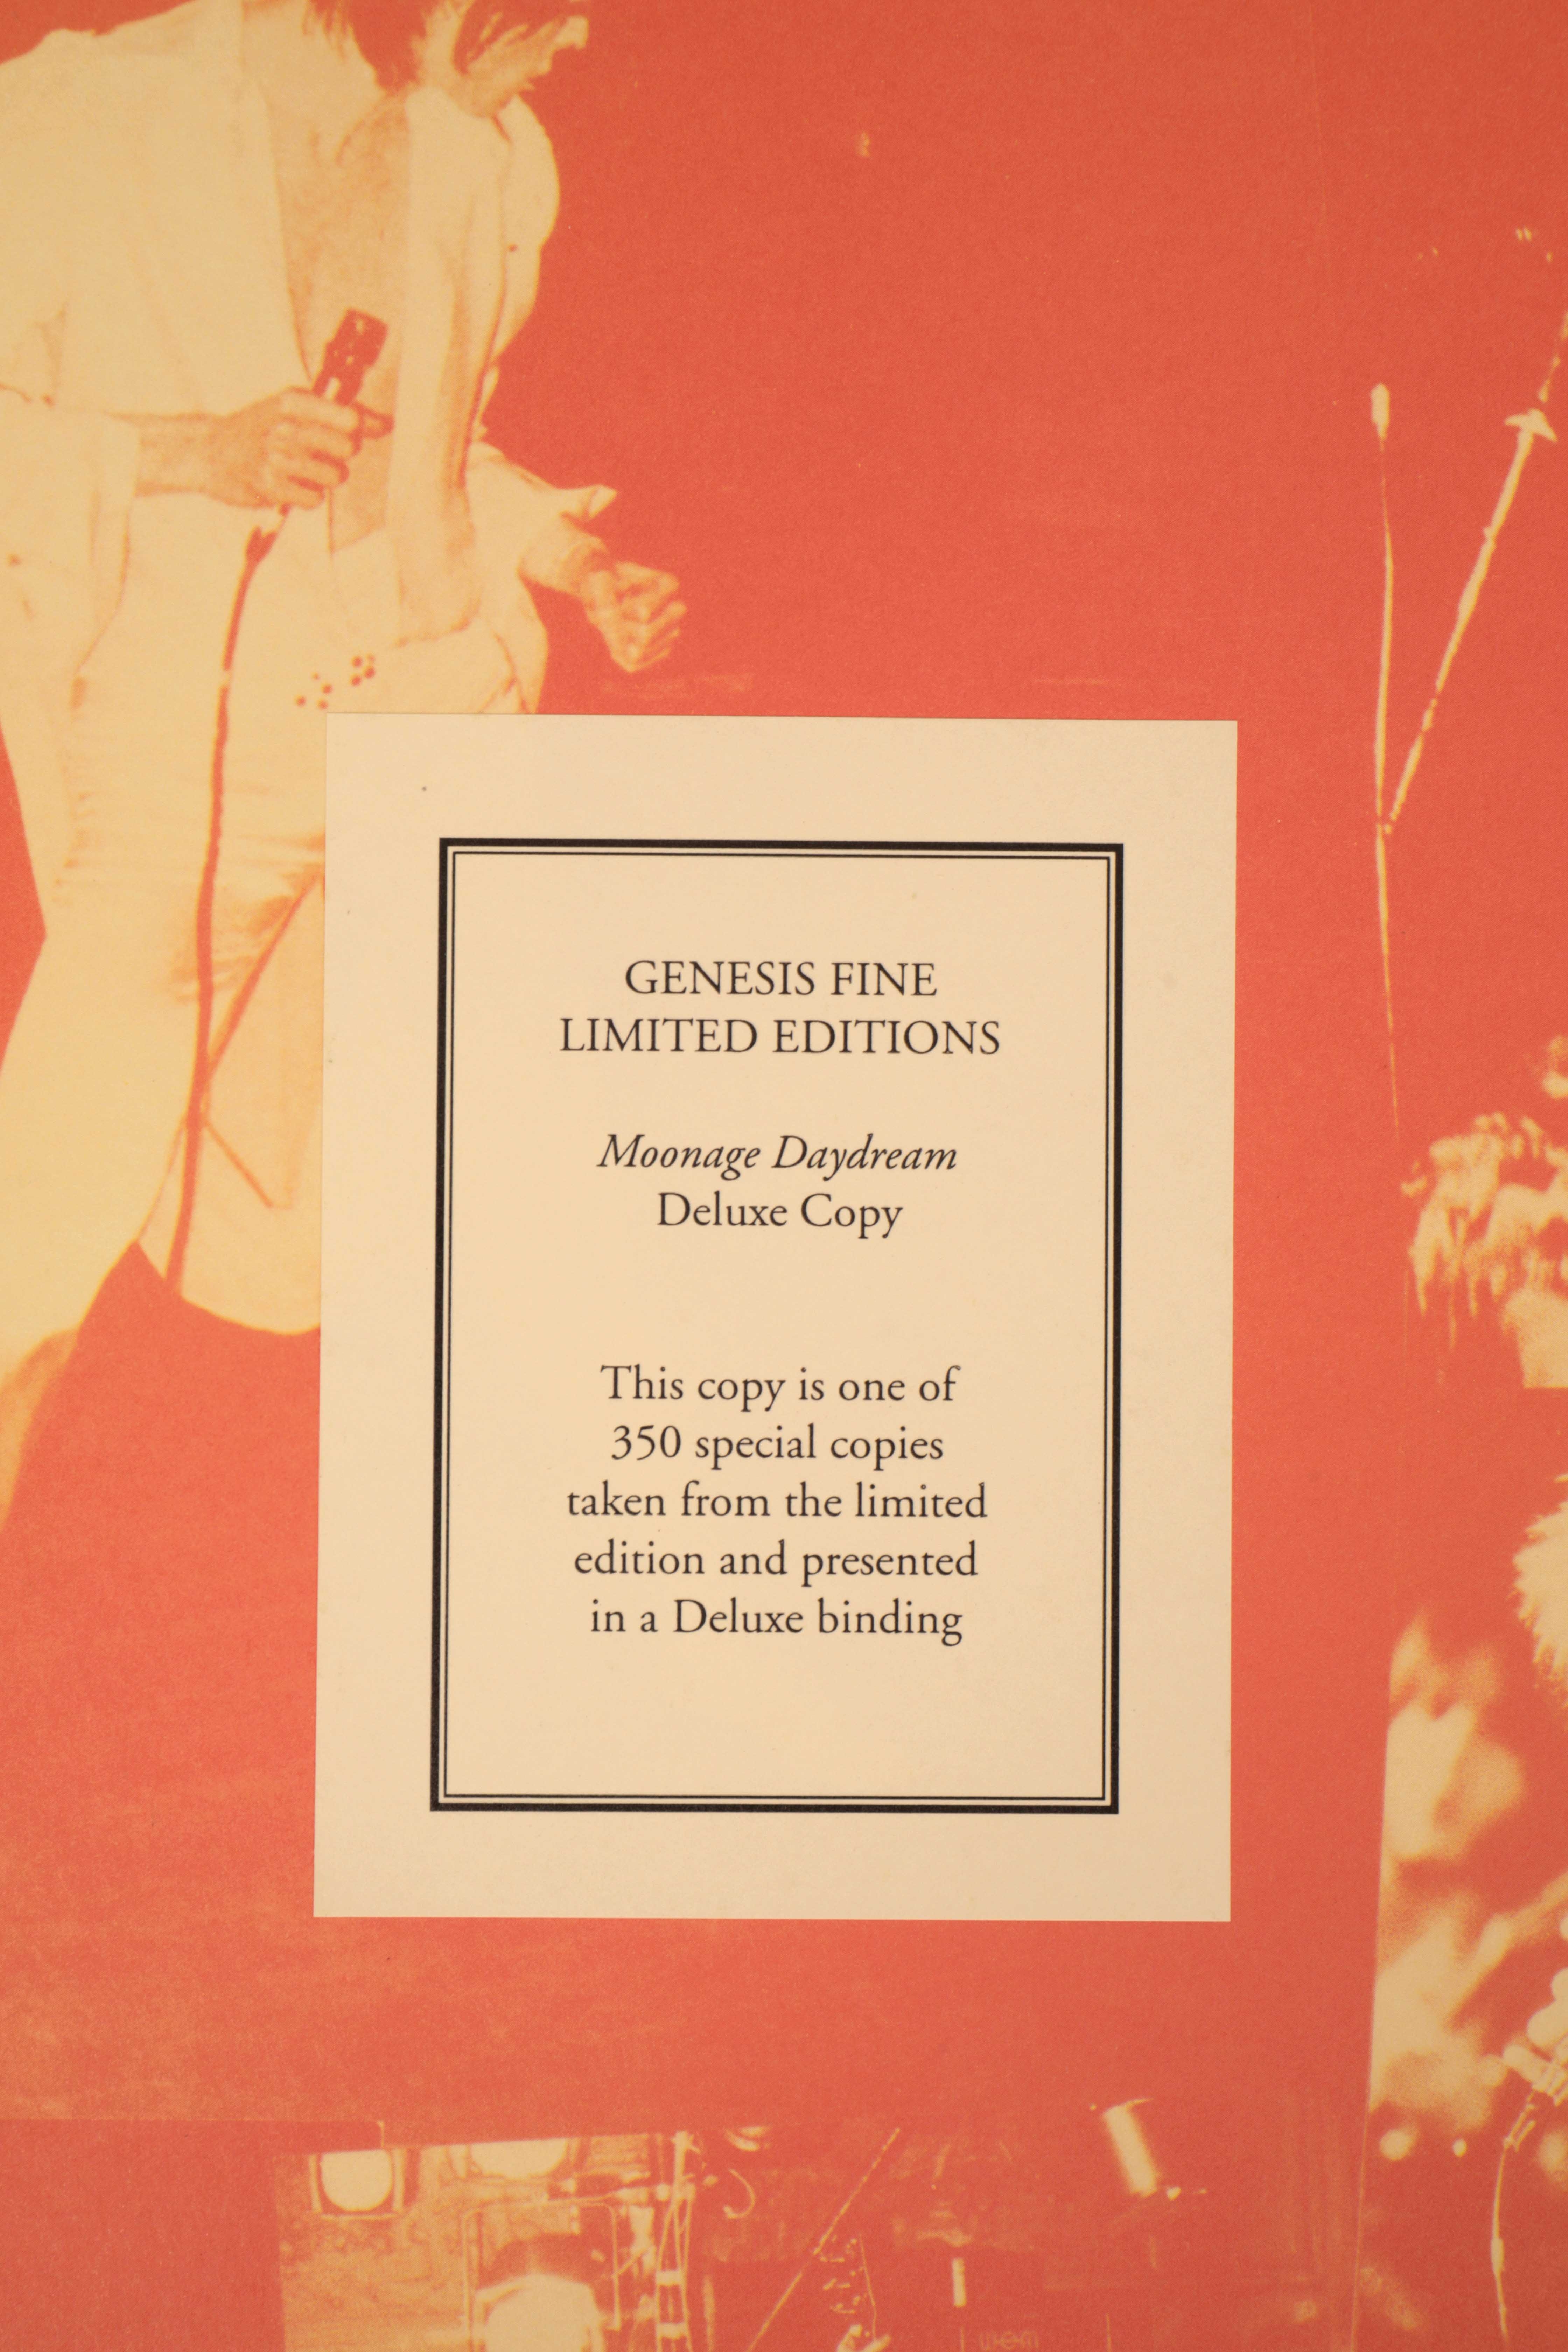 GENESIS FINE
LIMITED EDITIONS
Moonage Daydream
Deluxe Copy
This copy is one of
350 special copies
taken from the limited
edition and presented
in a Deluxe binding
wem